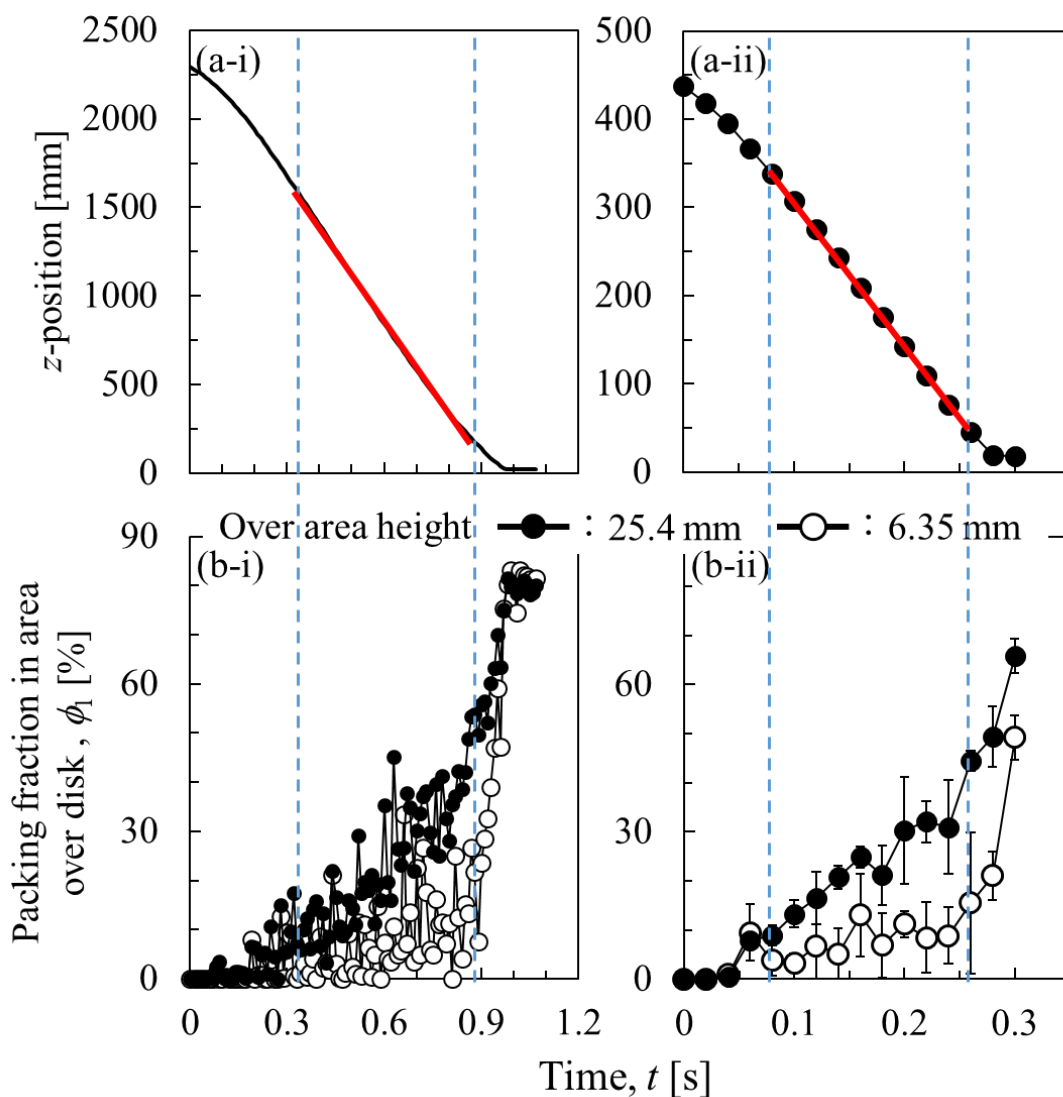 (a-i)
(a-ii)
2500
2000
1500
1000
500
0
z-position [mm]
500
400
300
200
100
0
Over area height : 25.4 mm : 6.35 mm
(b-i)
(b-ii)
90
60
30
0
Packing fraction in area
over disk , ϕ₁ [%]
60
30
0
0 0.3 0.6 0.9 1.2
0 0.1 0.2 0.3
Time, t [s]